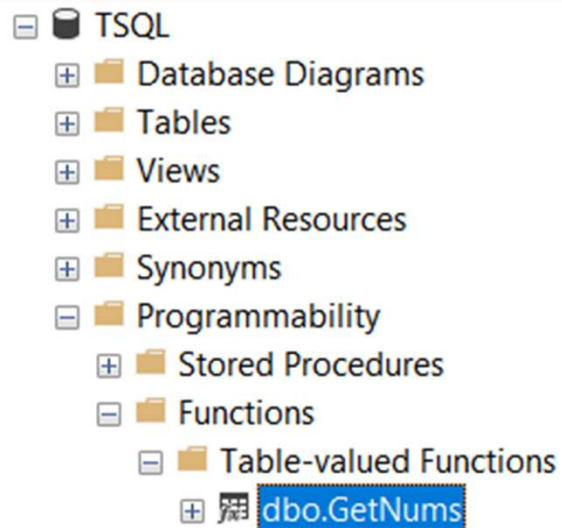 TSQL
Database Diagrams
Tables
Views
External Resources
Synonyms
Programmability
Stored Procedures
Functions
Table-valued Functions
dbo.GetNums